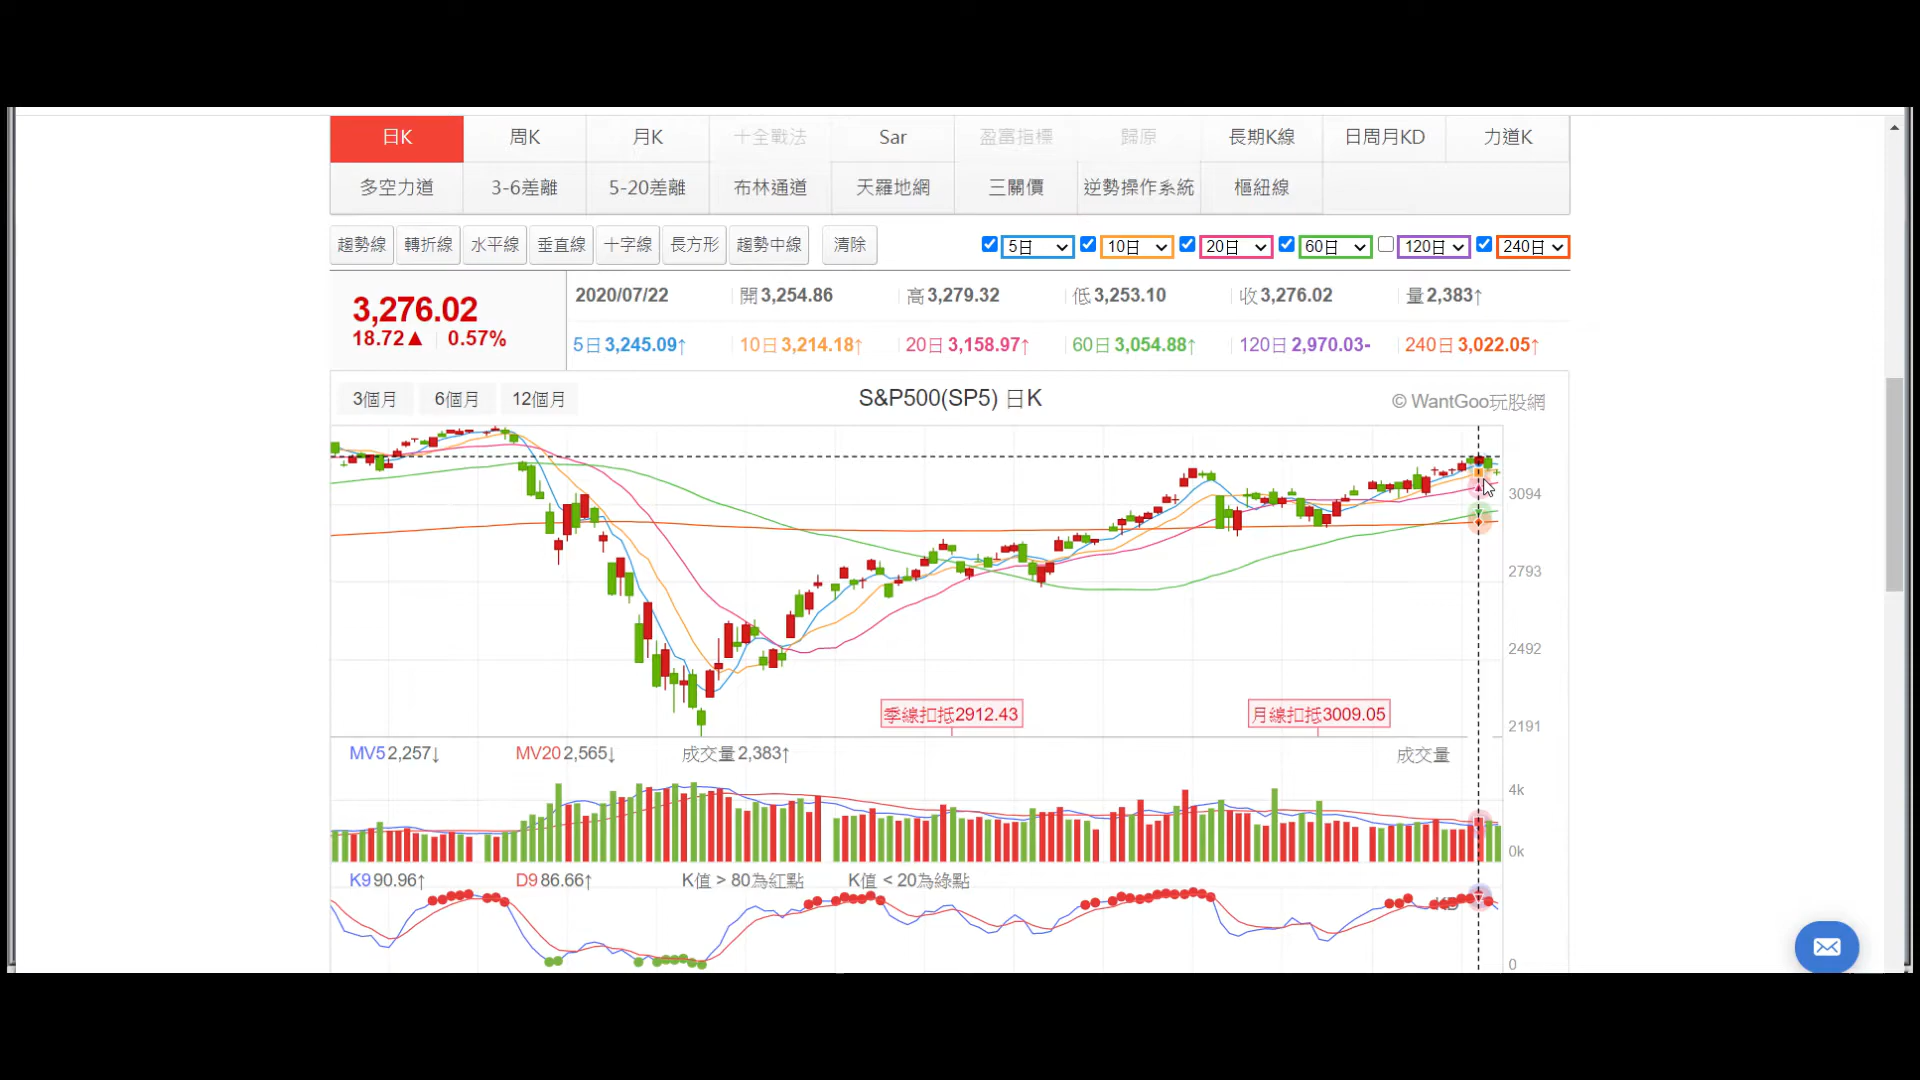 日K 周K 月K 十全戰法 Sar 盈富指標 歸原 長期K線 日周月KD 力道K
多空力道 3-6差離 5-20差離 布林通道 天羅地網 三關價 逆勢操作系統 樞紐線
趨勢線 轉折線 水平線 垂直線 十字線 長方形 趨勢中線 清除 5日 10日 20日 60日 120日 240日
3,276.02
18.72▲ 0.57%
2020/07/22 開3,254.86 高3,279.32 低3,253.10 收3,276.02 量2,383↑
5日3,245.09↑ 10日3,214.18↑ 20日3,158.97↑ 60日3,054.88↑ 120日2,970.03- 240日3,022.05↑
3個月 6個月 12個月 S&P500(SP5) 日K © WantGoo玩股網
3094
2793
2492
季線扣抵2912.43 月線扣抵3009.05
2191
MV5 2,257↓ MV20 2,565↓ 成交量2,383↑ 成交量
4k
0k
K9 90.96↑ D9 86.66↑ K值 > 80為紅點 K值 < 20為綠點
0